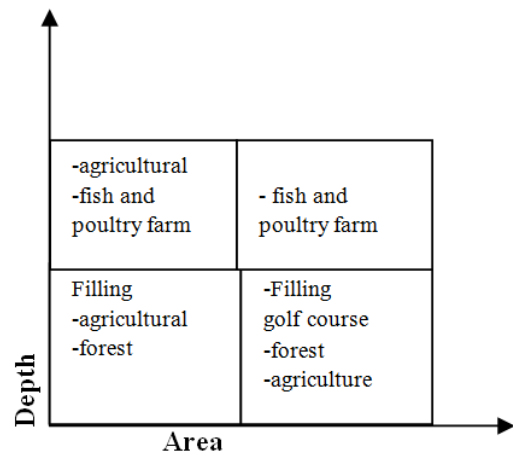 -agricultural
-fish and
poultry farm
- fish and
poultry farm
Filling
-agricultural
-forest
-Filling
golf course
-forest
-agriculture
Depth
Area